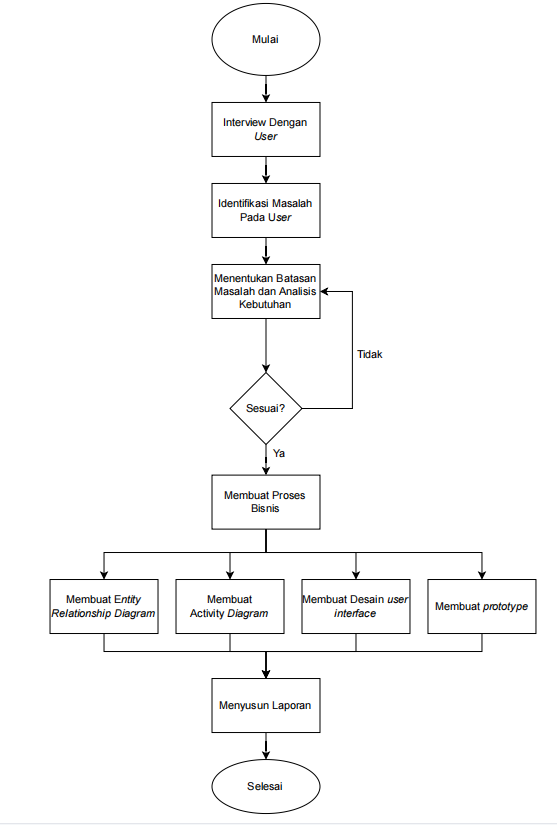 Mulai
Interview Dengan
User
Identifikasi Masalah
Pada User
Menentukan Batasan
Masalah dan Analisis
Kebutuhan
Tidak
Sesuai?
Ya
Membuat Proses
Bisnis
Membuat Entity
Relationship Diagram
Membuat
Activity Diagram
Membuat Desain user
interface
Membuat prototype
Menyusun Laporan
Selesai